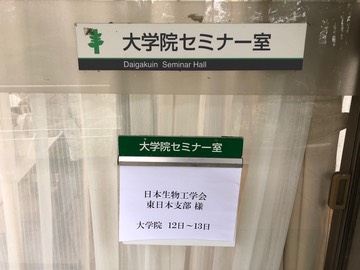 大学院セミナー室
Daigakuin Seminar Hall
大学院セミナー室
日本生物工学会
東日本支部 様
大学院 12日～13日